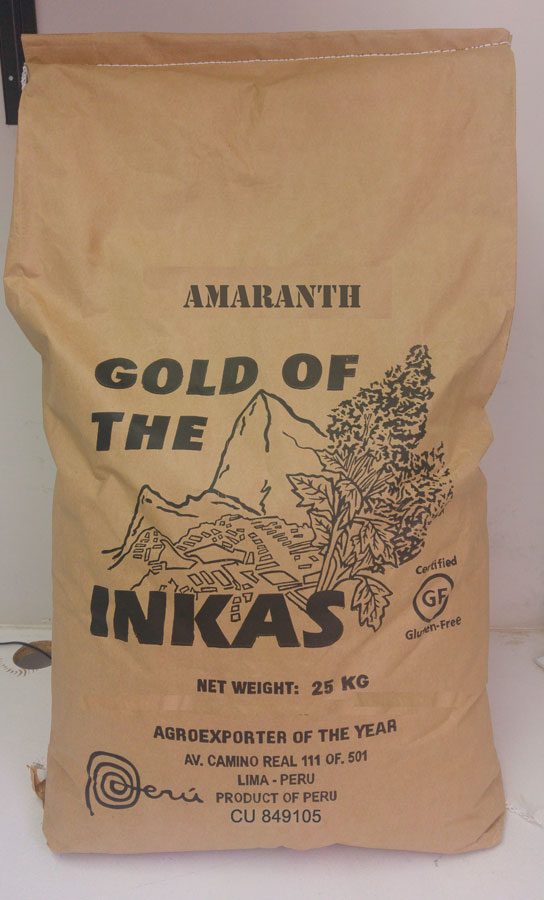 AMARANTH
GOLD OF
THE
INKAS
Certified
GF
Gluten-Free
NET WEIGHT: 25 KG
AGROEXPORTER OF THE YEAR
AV. CAMINO REAL 111 OF. 501
LIMA - PERU
Perú
PRODUCT OF PERU
CU 849105